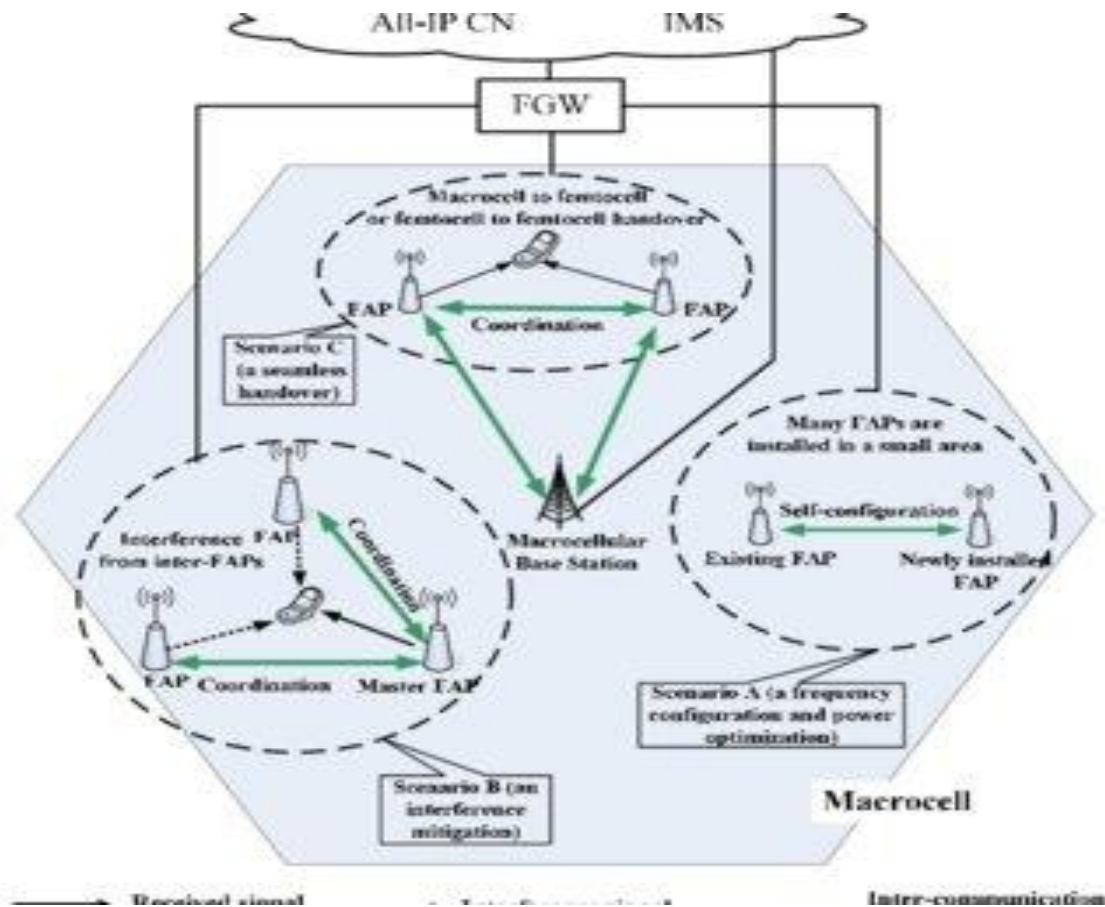 All-IP CN IMS
FGW
Macrocell to femtocell
or femtocell to femtocell handover
FAP
FAP
Coordination
Scenario C
(a seamless
handover)
Many FAPs are
installed in a small area
Self-configuration
Existing FAP
Newly installed
FAP
Macrocellular
Base Station
FAP
Interference
from inter-FAPs
Coordination
FAP
Coordination
Master FAP
Scenario A (a frequency
configuration and power
optimization)
Scenario B (an
interference
mitigation)
Macrocell
Received signal
Inter-communication